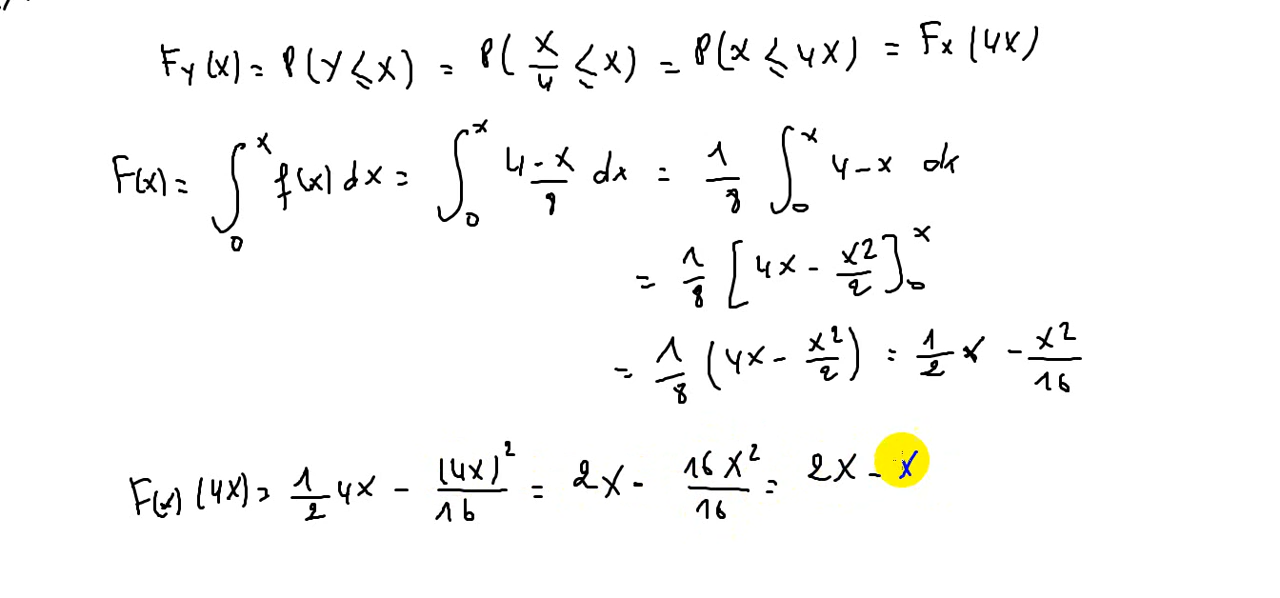 F_Y(x) = P(Y ≤ x) = P(x/4 ≤ x) = P(x ≤ 4x) = F_x(4x)
F(x) = ∫_0^x f(x) dx = ∫_0^x (4-x)/8 dx = 1/8 ∫_0^x 4-x dx
= 1/8 [4x - x²/2]_0^x
= 1/8 (4x - x²/2) = 1/2 x - x²/16
F(x) (4x) = 1/2 4x - (4x)²/16 = 2x - 16x²/16 = 2x - x